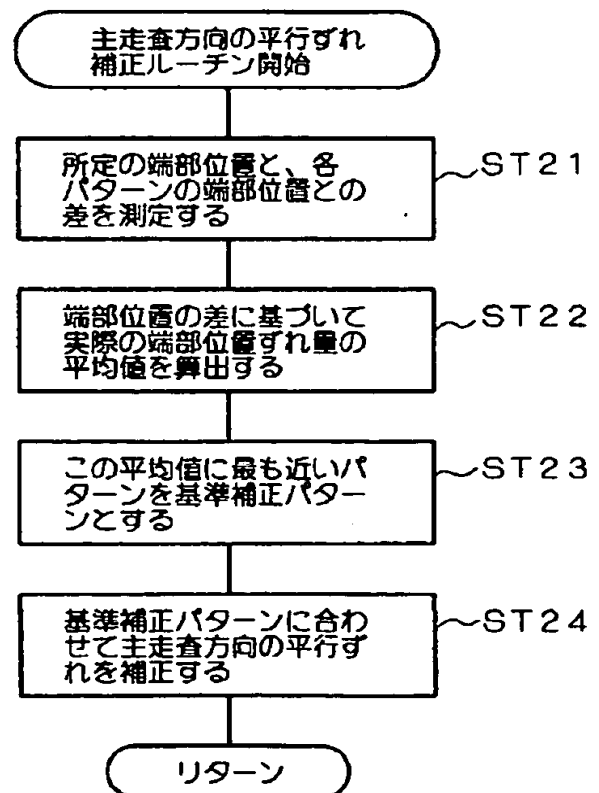 主走査方向の平行ずれ
補正ルーチン開始
所定の端部位置と、各
パターンの端部位置との
差を測定する
ST21
端部位置の差に基づいて
実際の端部位置ずれ量の
平均値を算出する
ST22
この平均値に最も近いパ
ターンを基準補正パター
ンとする
ST23
基準補正パターンに合わ
せて主走査方向の平行ず
れを補正する
ST24
リターン